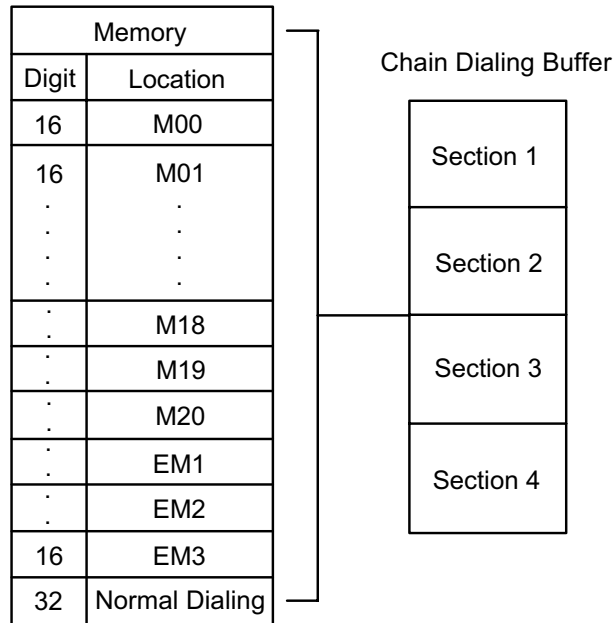 Memory
Digit Location
16 M00
16 M01
. .
. .
. .
. .
: M18
: M19
: M20
: EM1
: EM2
16 EM3
32 Normal Dialing
Chain Dialing Buffer
Section 1
Section 2
Section 3
Section 4